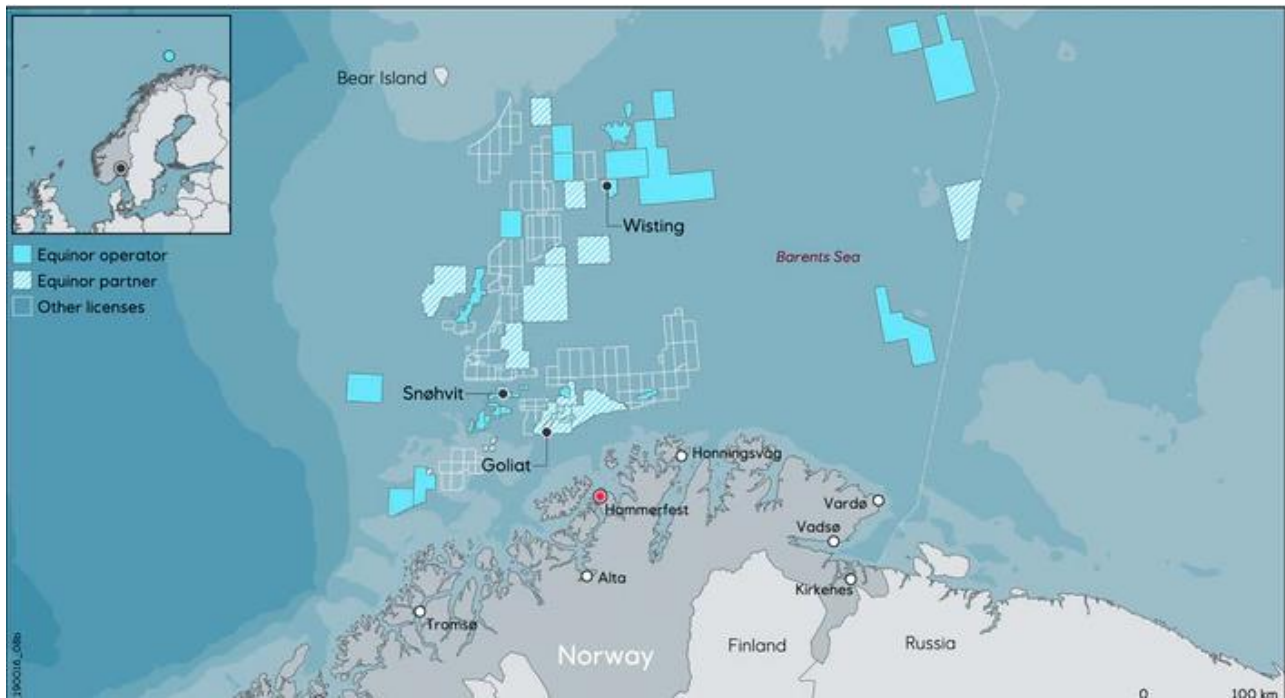 Bear Island
Wisting
Equinor operator
Equinor partner
Other licenses
Barents Sea
Snøhvit
Goliat
Honningsvåg
Hammerfest
Vardø
Vadsø
Alta
Kirkenes
Tromsø
Norway
Finland
Russia
190016_08b
0 100 km